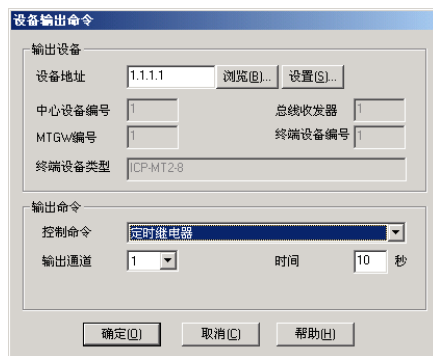 设备输出命令
输出设备
设备地址 1.1.1.1 浏览(B)... 设置(S)...
中心设备编号 1 总线收发器 1
MTGW编号 1 终端设备编号 1
终端设备类型 ICP-MT2-8
输出命令
控制命令 定时继电器
输出通道 1 时间 10 秒
确定(O) 取消(C) 帮助(H)